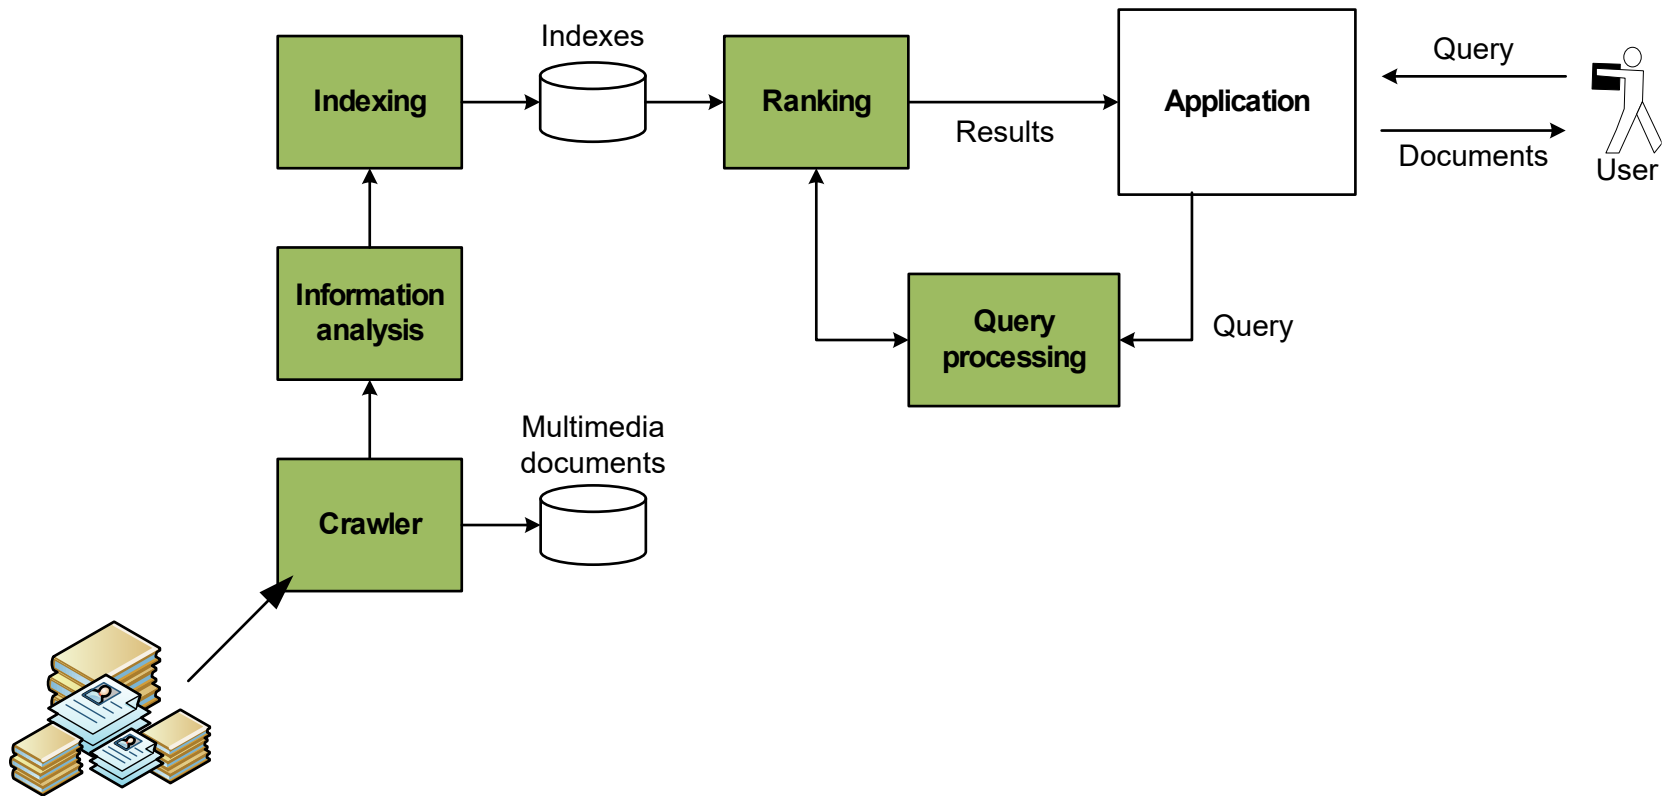 Indexes
Query
Indexing
Ranking
Application
Results
Documents
User
Information
analysis
Query
processing
Query
Multimedia
documents
Crawler